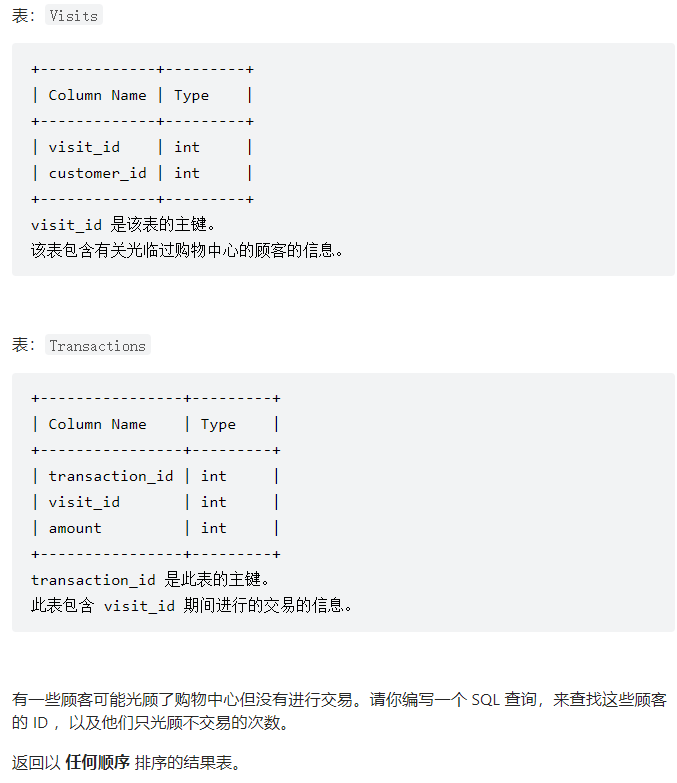 表：Visits
+-------------+---------+
| Column Name | Type    |
+-------------+---------+
| visit_id    | int     |
| customer_id | int     |
+-------------+---------+
visit_id 是该表的主键。
该表包含有关光临过购物中心的顾客的信息。
表：Transactions
+----------------+---------+
| Column Name    | Type    |
+----------------+---------+
| transaction_id | int     |
| visit_id       | int     |
| amount         | int     |
+----------------+---------+
transaction_id 是此表的主键。
此表包含 visit_id 期间进行的交易的信息。
有一些顾客可能光顾了购物中心但没有进行交易。请你编写一个 SQL 查询，来查找这些顾客
的 ID ，以及他们只光顾不交易的次数。
返回以 任何顺序 排序的结果表。